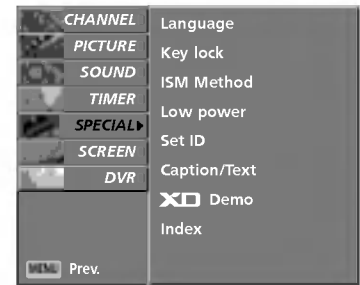 CHANNEL
PICTURE
SOUND
TIMER
SPECIAL
SCREEN
DVR
MENU Prev.
Language
Key lock
ISM Method
Low power
Set ID
Caption/Text
XD Demo
Index